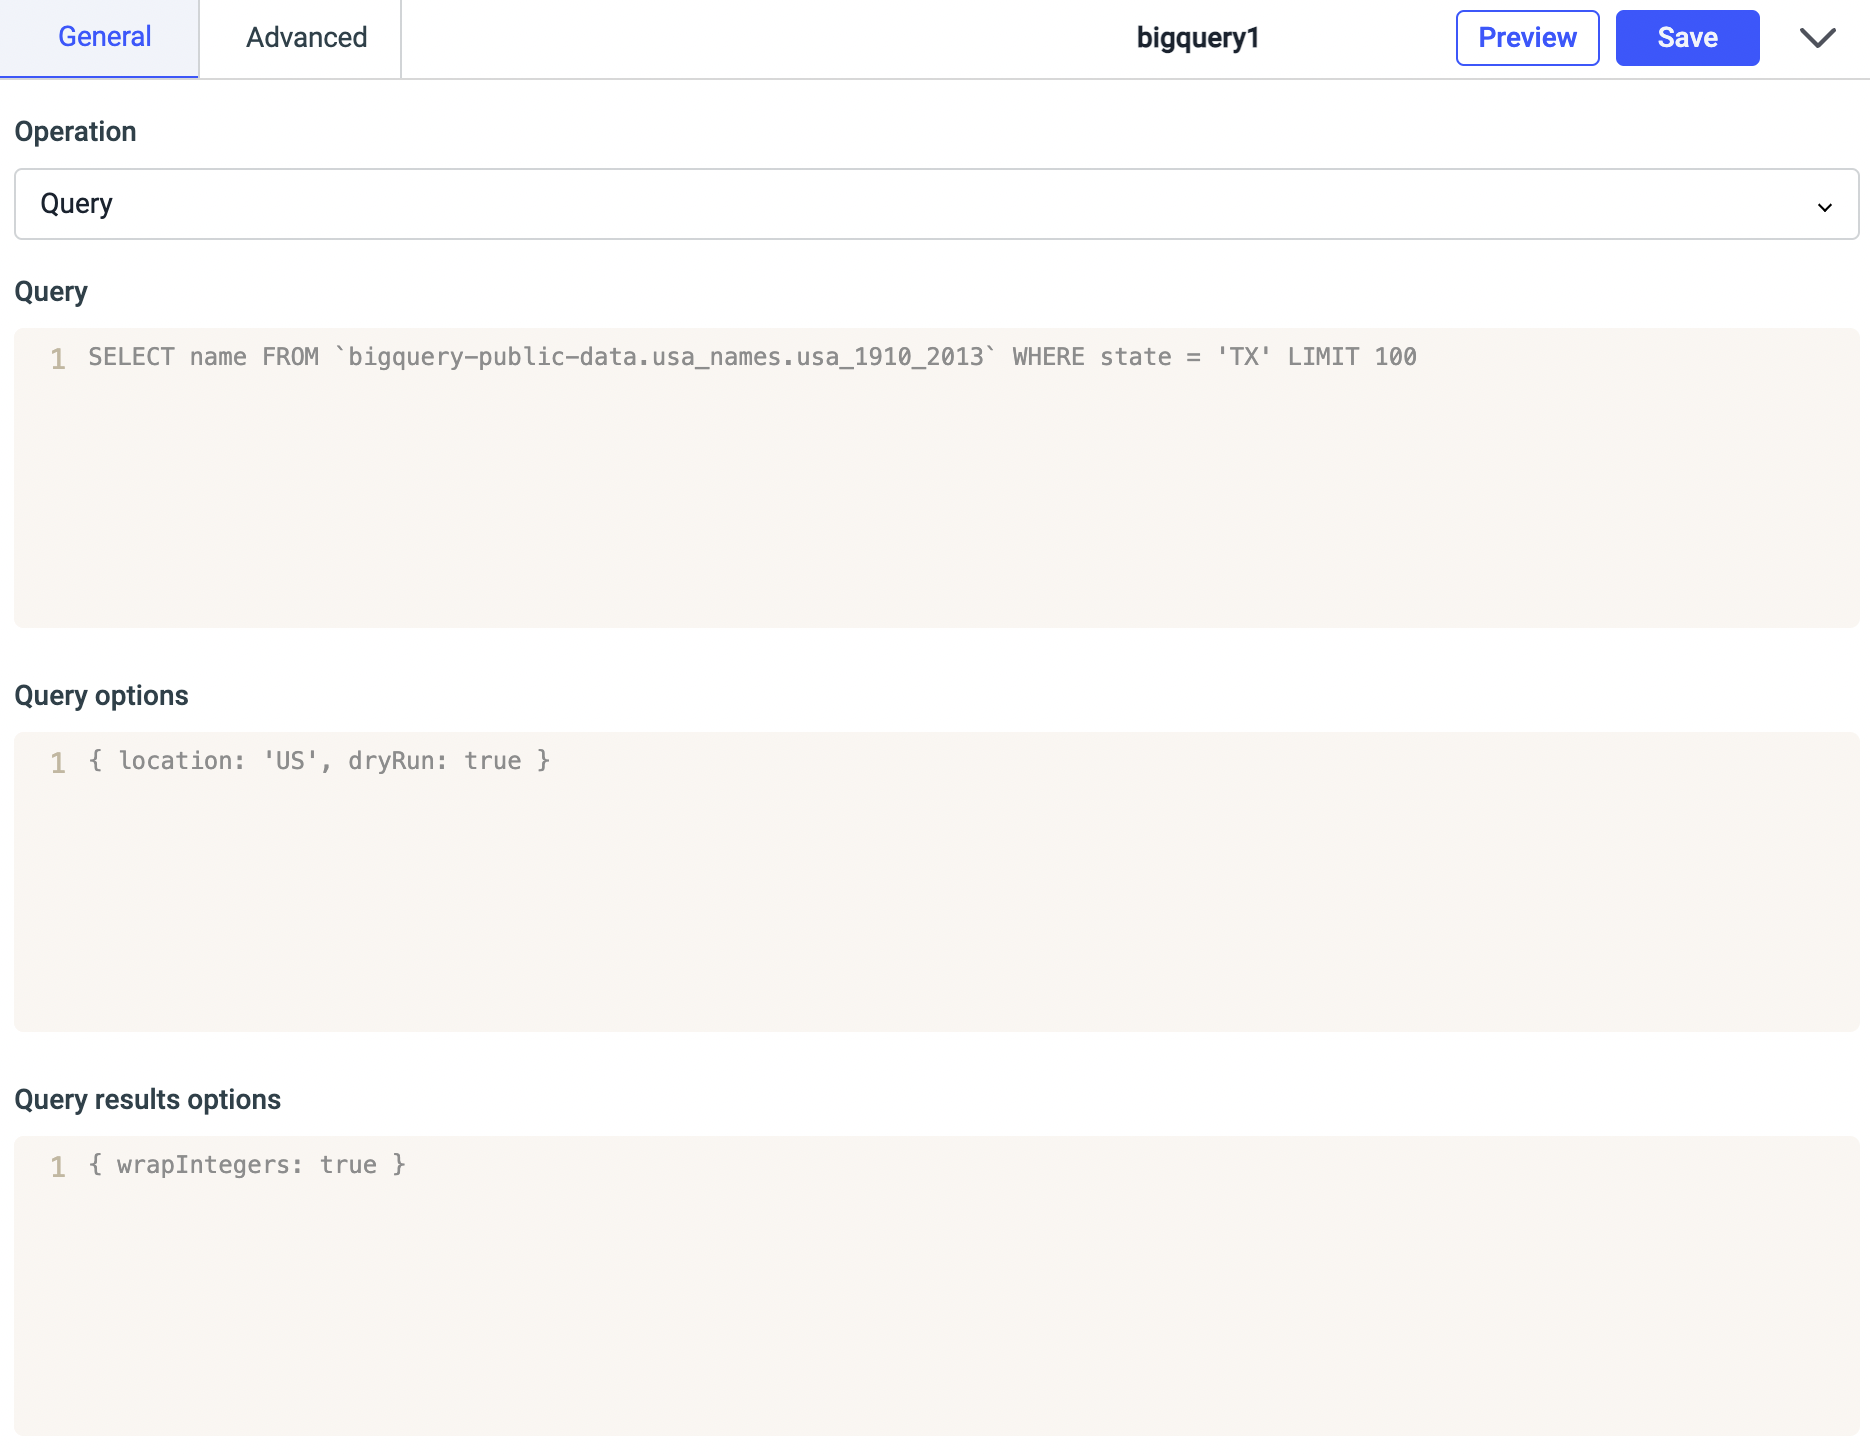 General
Advanced
bigquery1
Preview
Save
Operation
Query
Query
1 SELECT name FROM `bigquery-public-data.usa_names.usa_1910_2013` WHERE state = 'TX' LIMIT 100
Query options
1 { location: 'US', dryRun: true }
Query results options
1 { wrapIntegers: true }